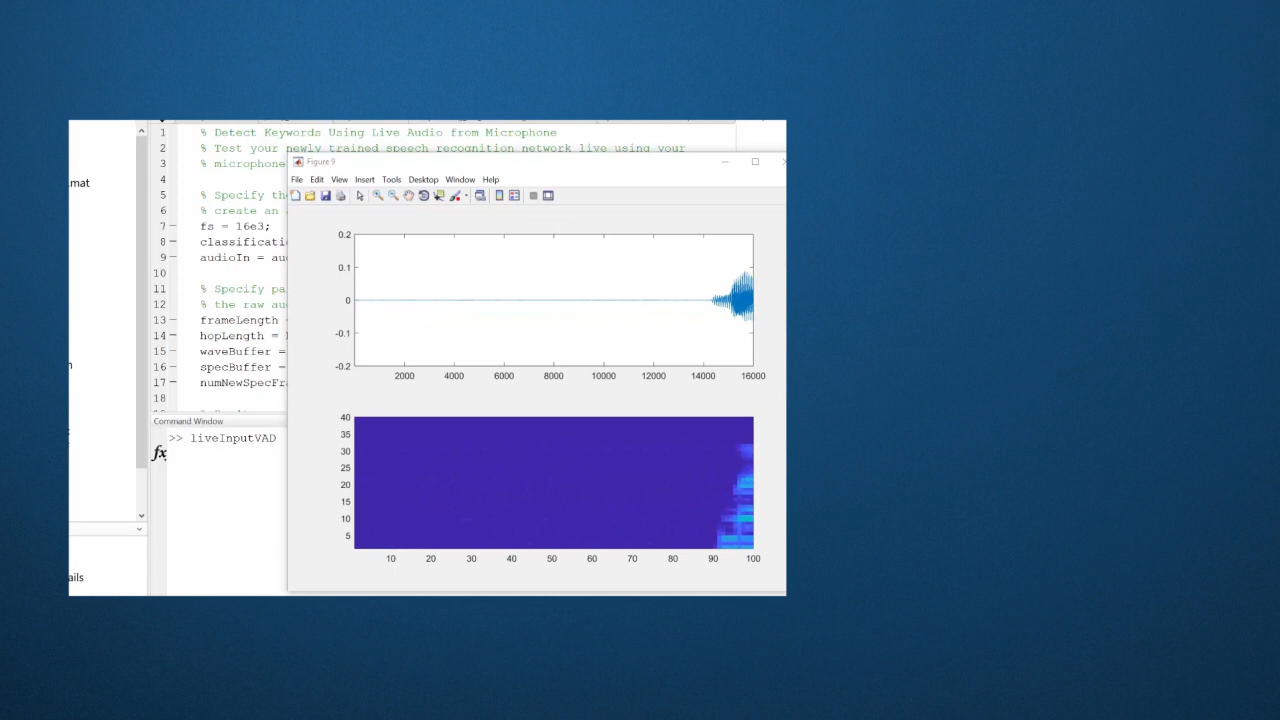 1 % Detect Keywords Using Live Audio from Microphone
2 % Test your newly trained speech recognition network live using your
3 % microphone
4
5 % Specify th
6 % create an
7 fs = 16e3;
8 classificati
9 audioIn = au
10
11 % Specify pa
12 % the raw au
13 frameLength
14 hopLength =
15 waveBuffer =
16 specBuffer =
17 numNewSpecFra
18
.mat
ails
Command Window
>> liveInputVAD
fx
Figure 9
File Edit View Insert Tools Desktop Window Help
0.2
0.1
0
-0.1
-0.2
2000 4000 6000 8000 10000 12000 14000 16000
40
35
30
25
20
15
10
5
10 20 30 40 50 60 70 80 90 100